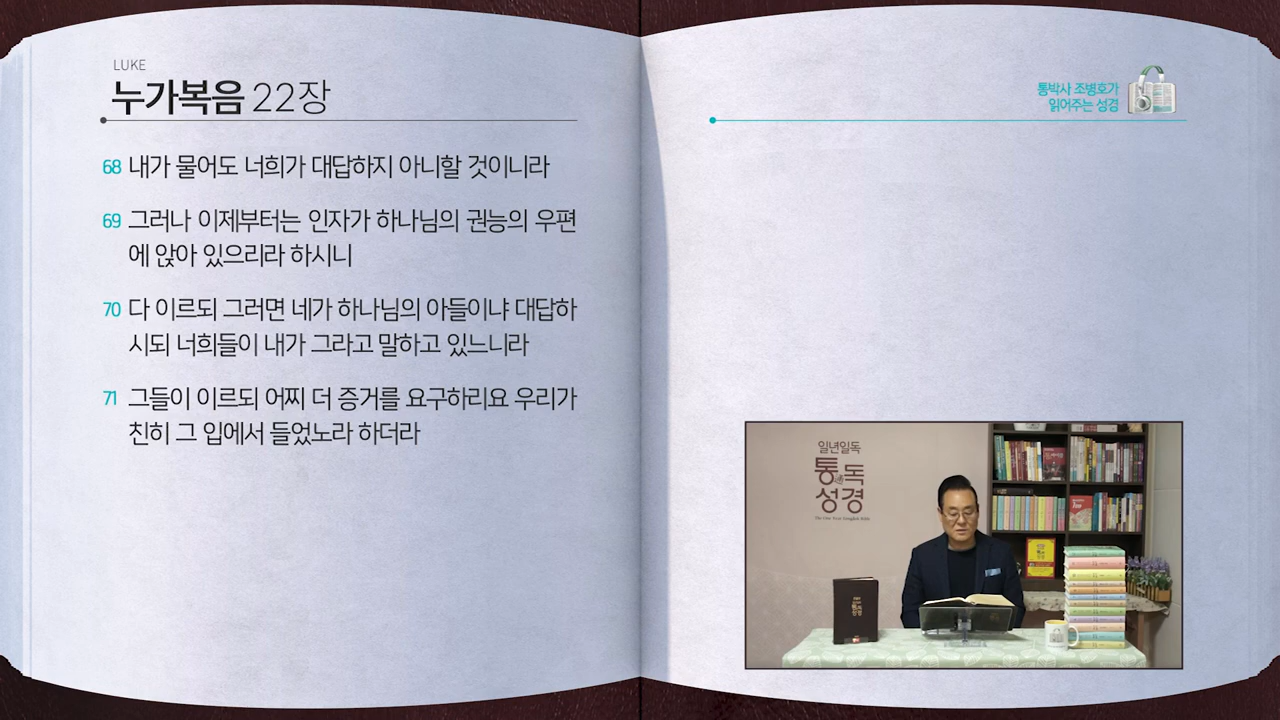 LUKE
누가복음 22장
68 내가 물어도 너희가 대답하지 아니할 것이니라
69 그러나 이제부터는 인자가 하나님의 권능의 우편
에 앉아 있으리라 하시니
70 다 이르되 그러면 네가 하나님의 아들이냐 대답하
시되 너희들이 내가 그라고 말하고 있느니라
71 그들이 이르되 어찌 더 증거를 요구하리요 우리가
친히 그 입에서 들었노라 하더라
통박사 조병호가
읽어주는 성경
일년일독
통독
성경